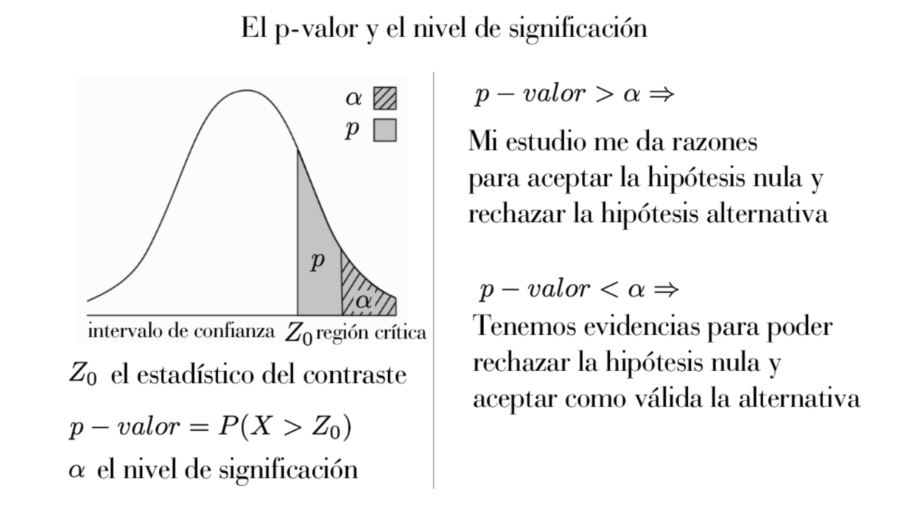 El p-valor y el nivel de significación
α
p
p
α
intervalo de confianza Z₀ región crítica
Z₀ el estadístico del contraste
p − valor = P(X > Z₀)
α el nivel de significación
p − valor > α ⇒
Mi estudio me da razones
para aceptar la hipótesis nula y
rechazar la hipótesis alternativa
p − valor < α ⇒
Tenemos evidencias para poder
rechazar la hipótesis nula y
aceptar como válida la alternativa